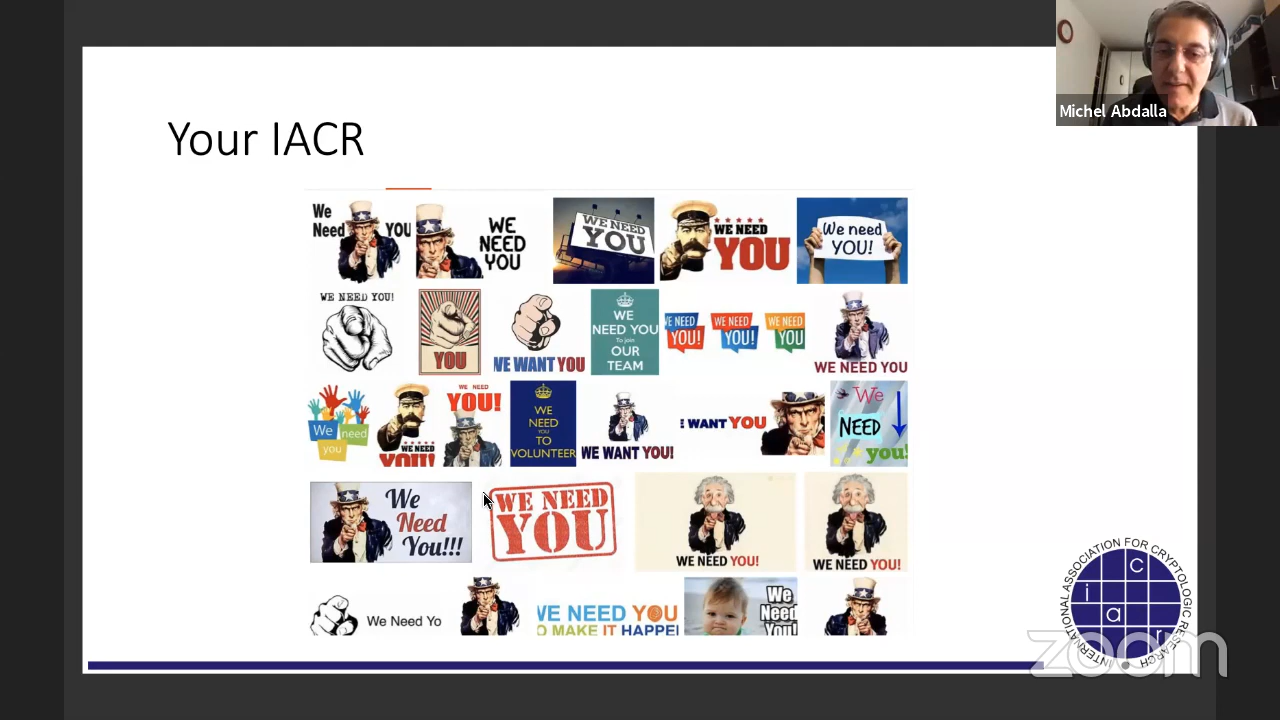 Michel Abdalla
Your IACR
We
Need YOU
WE
NEED
YOU
WE NEED
YOU
WE NEED
YOU
We need
YOU!
WE NEED YOU!
YOU
WE WANT YOU
WE
NEED YOU
To join
OUR
TEAM
WE NEED
YOU!
WE NEED
YOU!
WE NEED
YOU
WE NEED YOU
We need
you
WE NEED
YOU!!
WE NEED
YOU!
WE
NEED
YOU
TO
VOLUNTEER
WE WANT YOU!
I WANT YOU
We
NEED
you!
We
Need
You!!!
WE NEED
YOU
WE NEED YOU!
WE NEED YOU!
We Need Yo
WE NEED YOU
O MAKE IT HAPPE
We
Need
You!
INTERNATIONAL ASSOCIATION FOR CRYPTOLOGIC RESEARCH
c
i
a
r
zoom